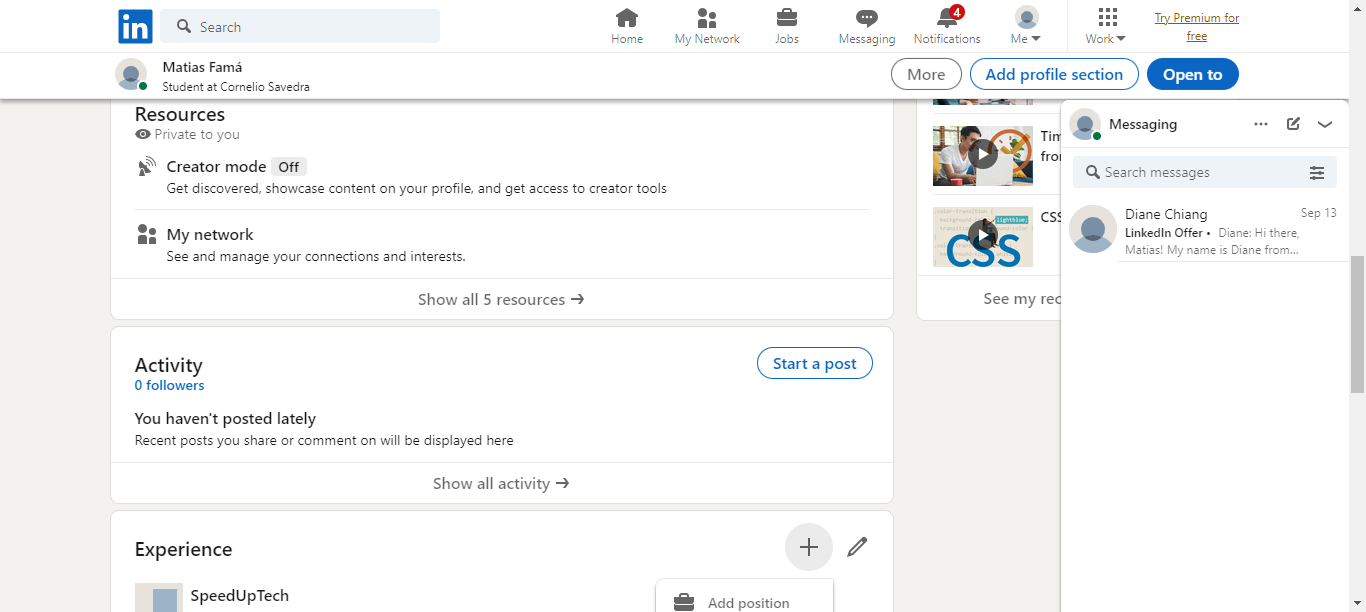 in
Search
Home
My Network
Jobs
Messaging
4
Notifications
Me
Work
Try Premium for
free
Matias Famá
Student at Cornelio Savedra
More
Add profile section
Open to
Resources
Private to you
Creator mode Off
Get discovered, showcase content on your profile, and get access to creator tools
My network
See and manage your connections and interests.
Show all 5 resources →
Activity
0 followers
Start a post
You haven't posted lately
Recent posts you share or comment on will be displayed here
Show all activity →
Experience
SpeedUpTech
Add position
Tim
from
CSS
CSS
lightblue;
See my rec
Messaging
Search messages
Diane Chiang
Sep 13
LinkedIn Offer • Diane: Hi there,
Matias! My name is Diane from...